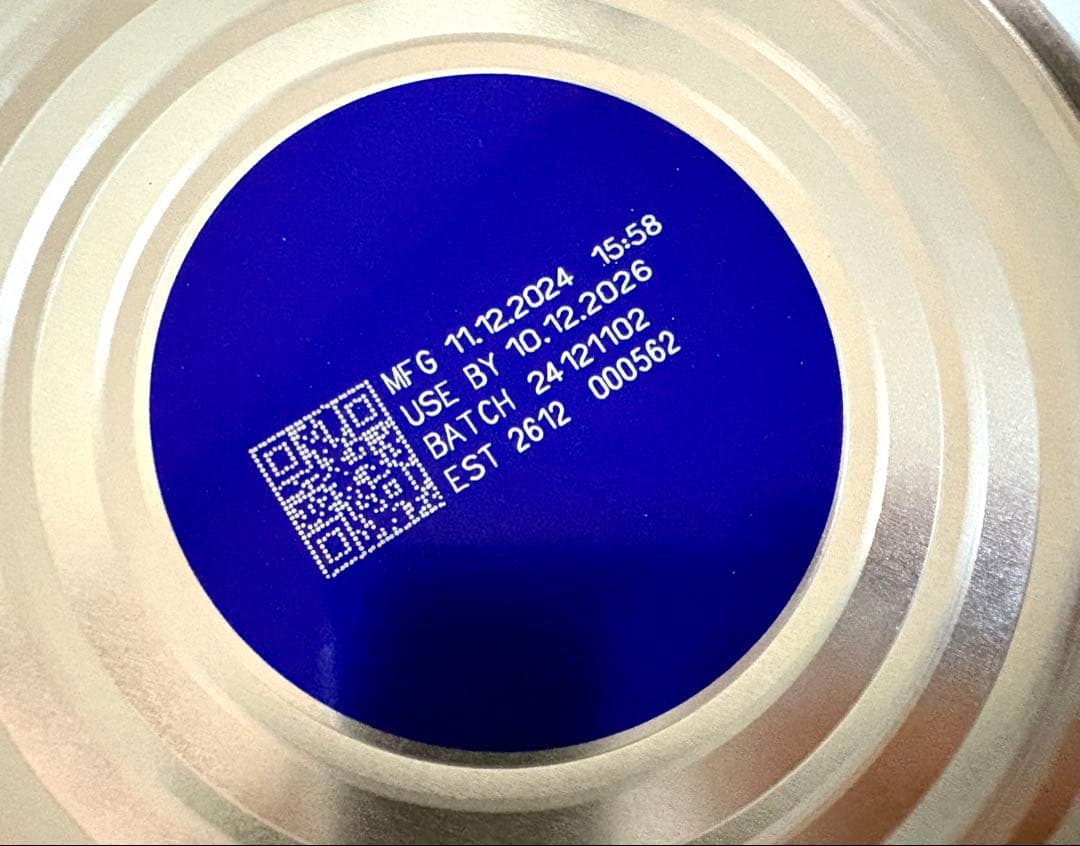 MFG 11.12.2024 15:58
USE BY 10.12.2026
BATCH 24121102
EST 2612 000562